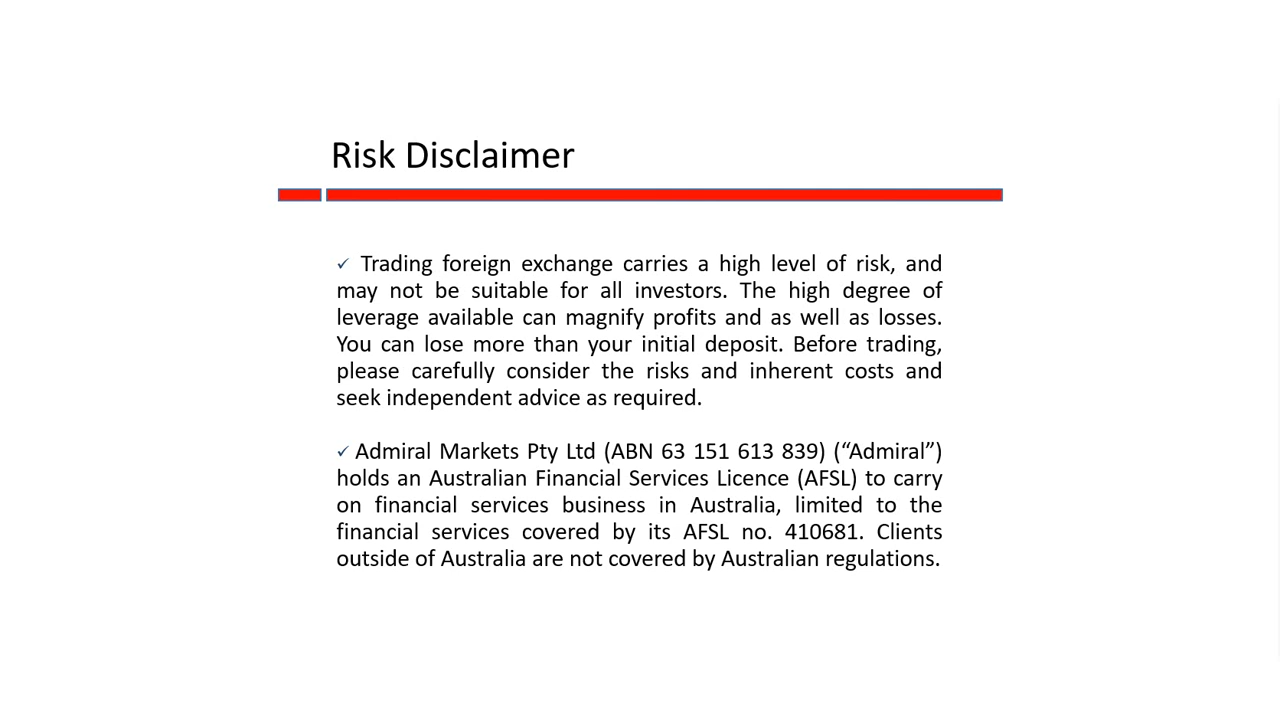 Risk Disclaimer
✓ Trading foreign exchange carries a high level of risk, and
may not be suitable for all investors. The high degree of
leverage available can magnify profits and as well as losses.
You can lose more than your initial deposit. Before trading,
please carefully consider the risks and inherent costs and
seek independent advice as required.
✓ Admiral Markets Pty Ltd (ABN 63 151 613 839) (“Admiral”)
holds an Australian Financial Services Licence (AFSL) to carry
on financial services business in Australia, limited to the
financial services covered by its AFSL no. 410681. Clients
outside of Australia are not covered by Australian regulations.